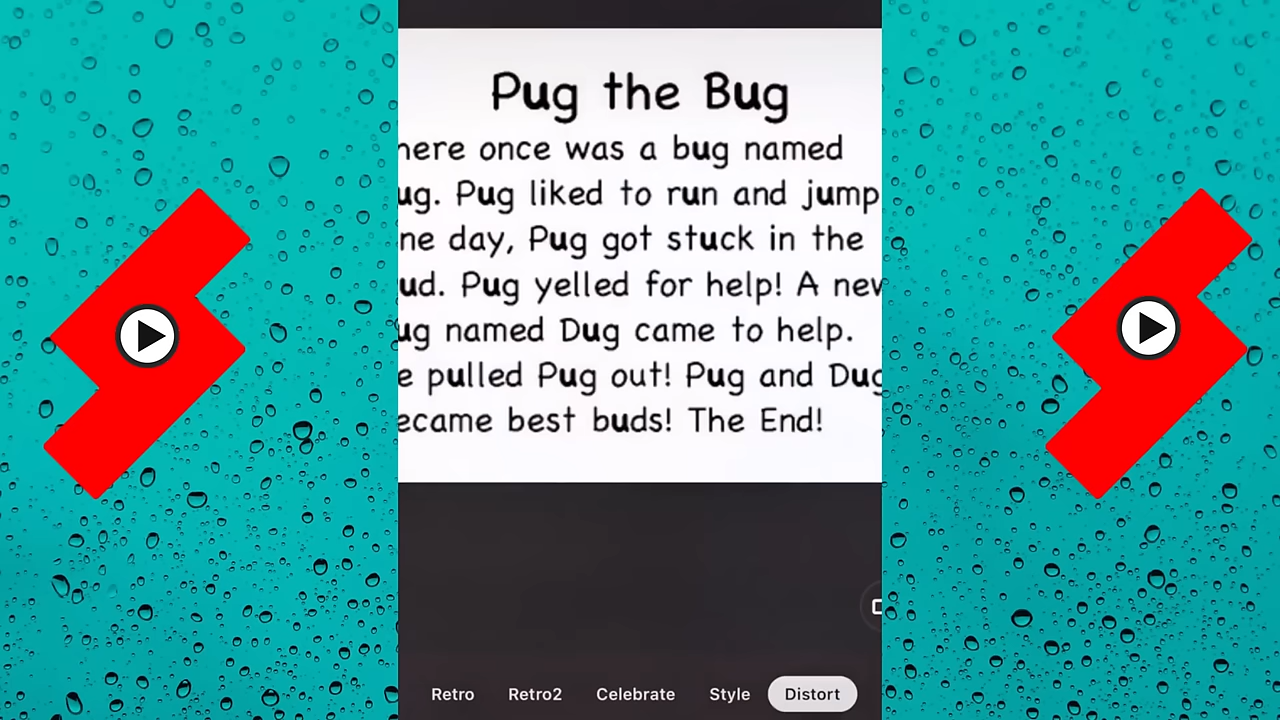 Pug the Bug
here once was a bug named
ug. Pug liked to run and jump
ne day, Pug got stuck in the
ud. Pug yelled for help! A new
ug named Dug came to help.
e pulled Pug out! Pug and Dug
ecame best buds! The End!
Retro Retro2 Celebrate Style Distort